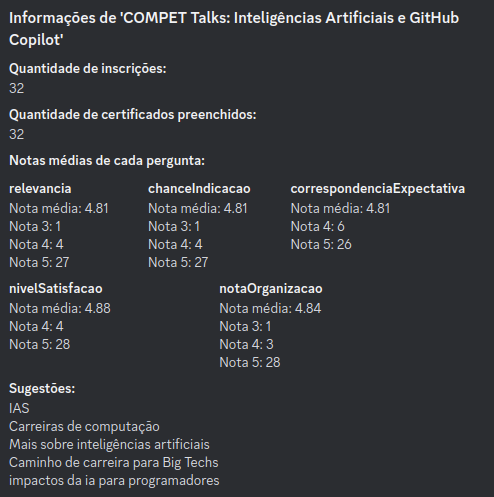 Informações de 'COMPET Talks: Inteligências Artificiais e GitHub
Copilot'
Quantidade de inscrições:
32
Quantidade de certificados preenchidos:
32
Notas médias de cada pergunta:
relevancia
Nota média: 4.81
Nota 3: 1
Nota 4: 4
Nota 5: 27
chanceIndicacao
Nota média: 4.81
Nota 3: 1
Nota 4: 4
Nota 5: 27
correspondenciaExpectativa
Nota média: 4.81
Nota 4: 6
Nota 5: 26
nivelSatisfacao
Nota média: 4.88
Nota 4: 4
Nota 5: 28
notaOrganizacao
Nota média: 4.84
Nota 3: 1
Nota 4: 3
Nota 5: 28
Sugestões:
IAS
Carreiras de computação
Mais sobre inteligências artificiais
Caminho de carreira para Big Techs
impactos da ia para programadores